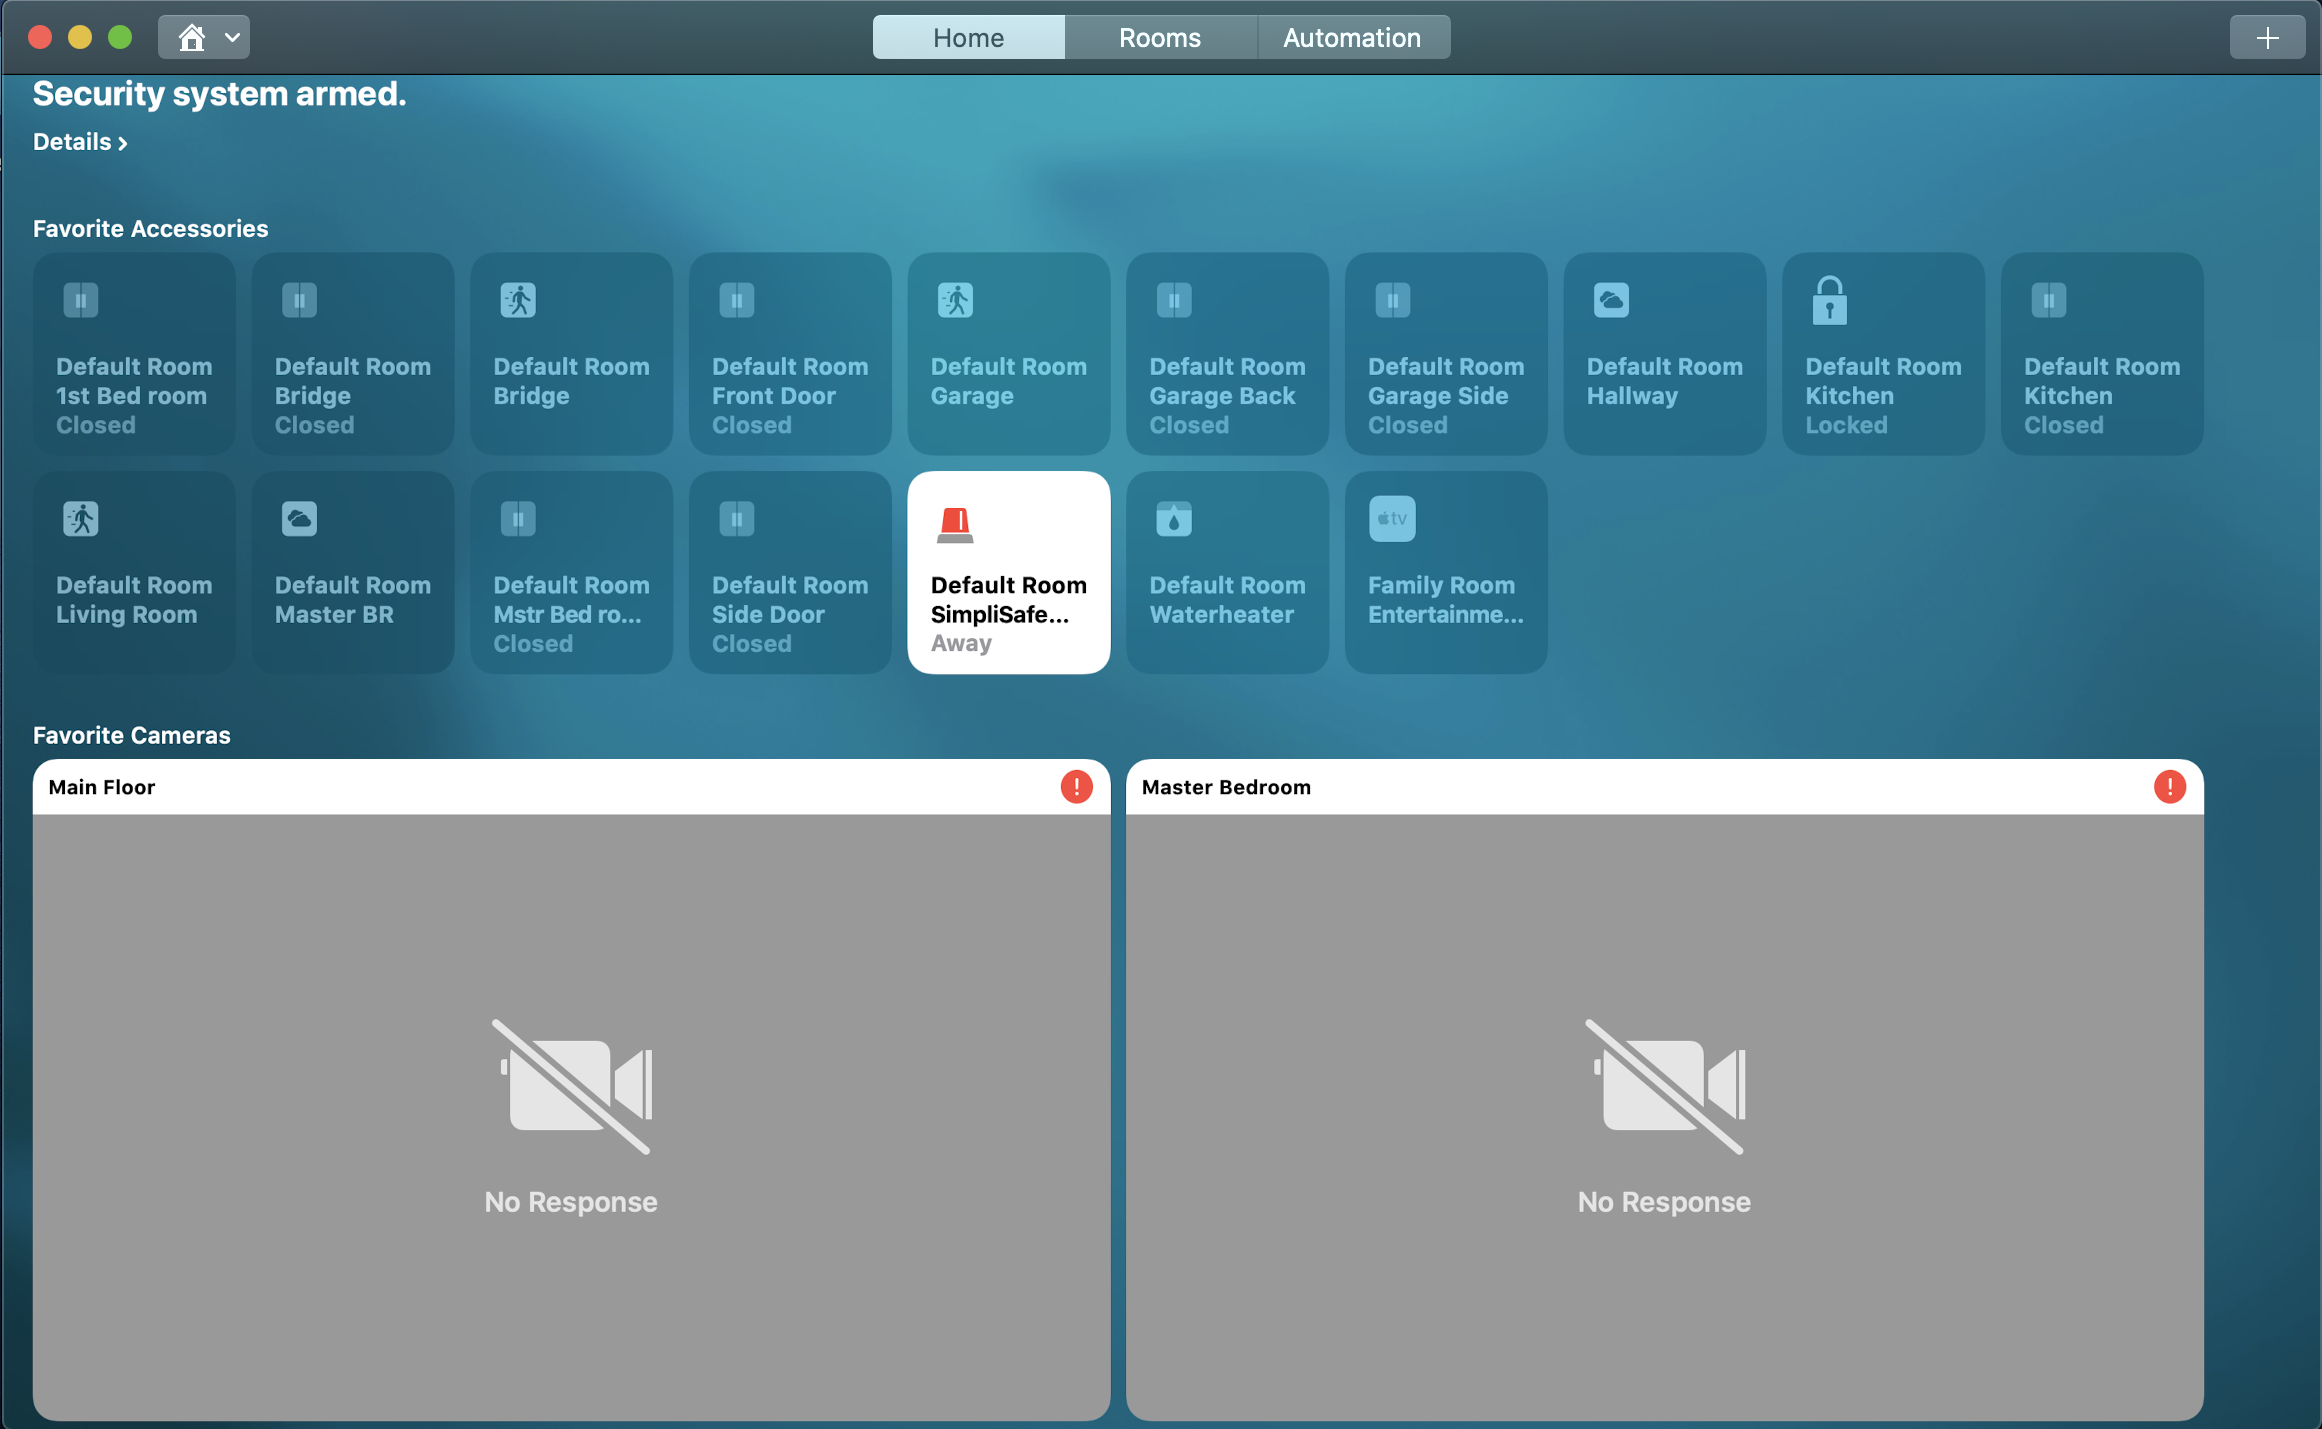 Home
Rooms
Automation
Security system armed.
Details ›
Favorite Accessories
Default Room
1st Bed room
Closed
Default Room
Bridge
Closed
Default Room
Bridge
Default Room
Front Door
Closed
Default Room
Garage
Default Room
Garage Back
Closed
Default Room
Garage Side
Closed
Default Room
Hallway
Default Room
Kitchen
Locked
Default Room
Kitchen
Closed
Default Room
Living Room
Default Room
Master BR
Default Room
Mstr Bed ro...
Closed
Default Room
Side Door
Closed
Default Room
SimpliSafe...
Away
Default Room
Waterheater
tv
Family Room
Entertainme...
Favorite Cameras
Main Floor
!
No Response
Master Bedroom
!
No Response